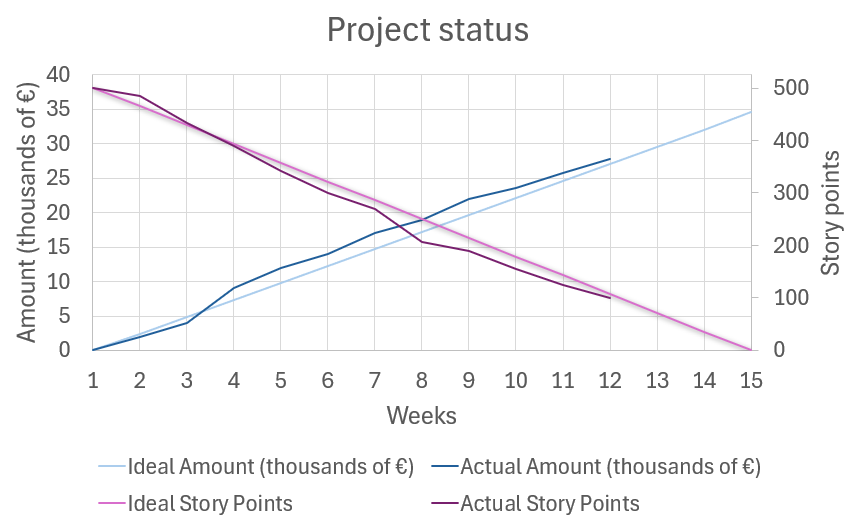 Project status
Amount (thousands of €)
40
35
30
25
20
15
10
5
0
500
400
300
200
100
0
Story points
1 2 3 4 5 6 7 8 9 10 11 12 13 14 15
Weeks
Ideal Amount (thousands of €) Actual Amount (thousands of €)
Ideal Story Points Actual Story Points